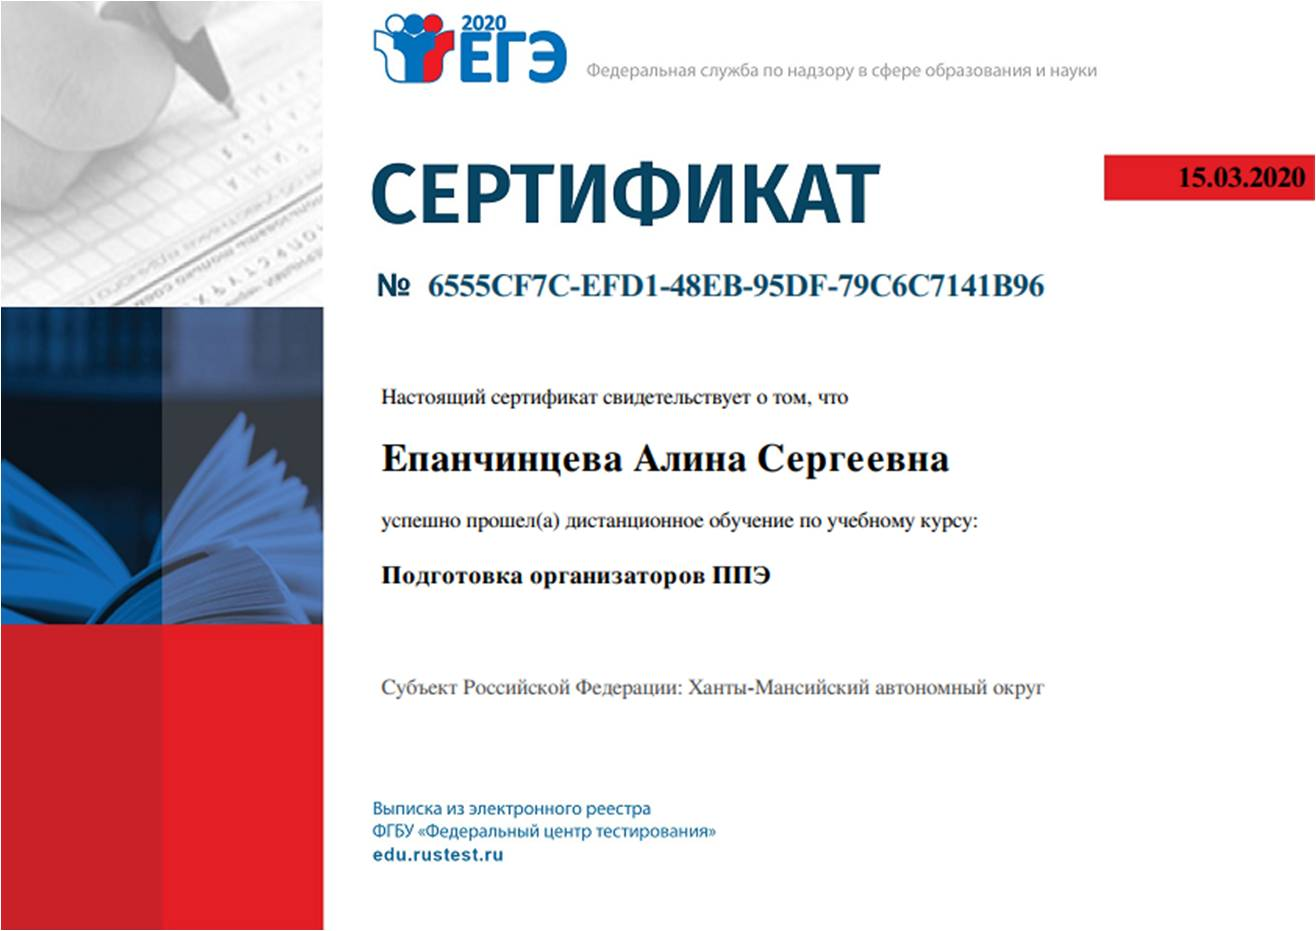 2020
ЕГЭ
Федеральная служба по надзору в сфере образования и науки
СЕРТИФИКАТ
15.03.2020
№ 6555CF7C-EFD1-48EB-95DF-79C6C7141B96
Настоящий сертификат свидетельствует о том, что
Епанчинцева Алина Сергеевна
успешно прошел(а) дистанционное обучение по учебному курсу:
Подготовка организаторов ППЭ
Субъект Российской Федерации: Ханты-Мансийский автономный округ
Выписка из электронного реестра
ФГБУ «Федеральный центр тестирования»
edu.rustest.ru